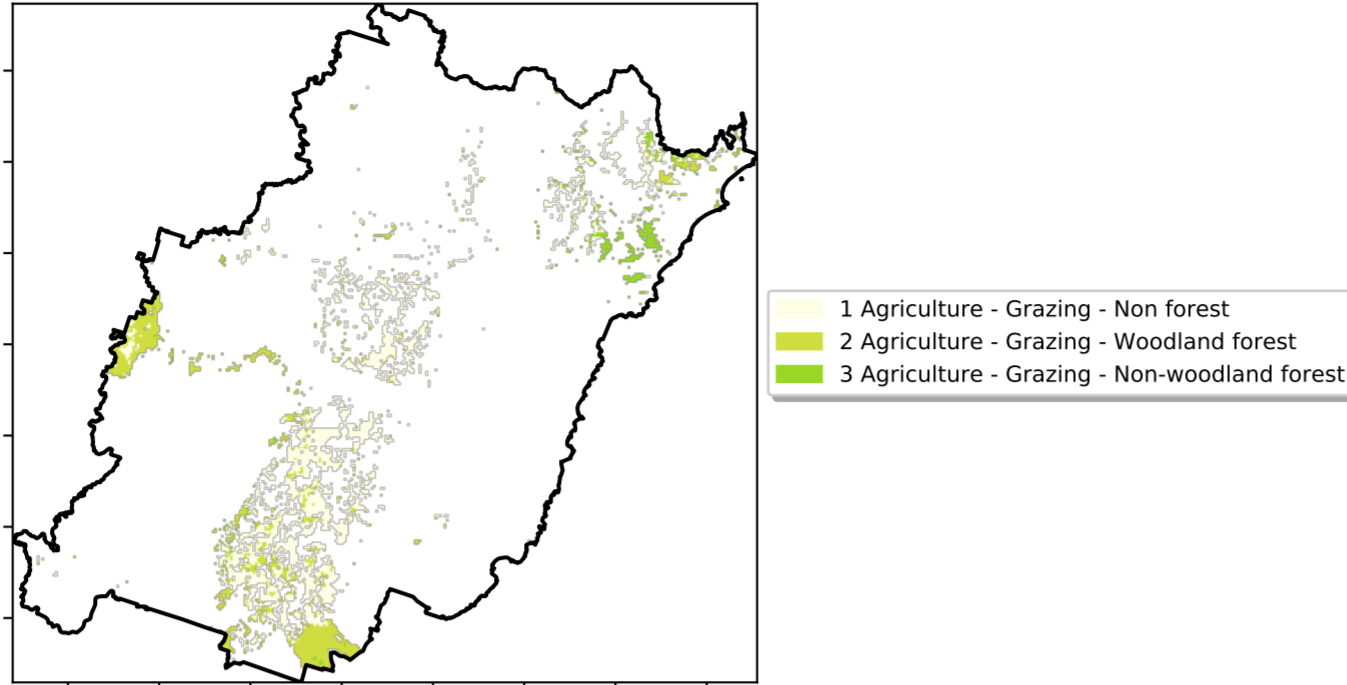 1 Agriculture - Grazing - Non forest
2 Agriculture - Grazing - Woodland forest
3 Agriculture - Grazing - Non-woodland forest